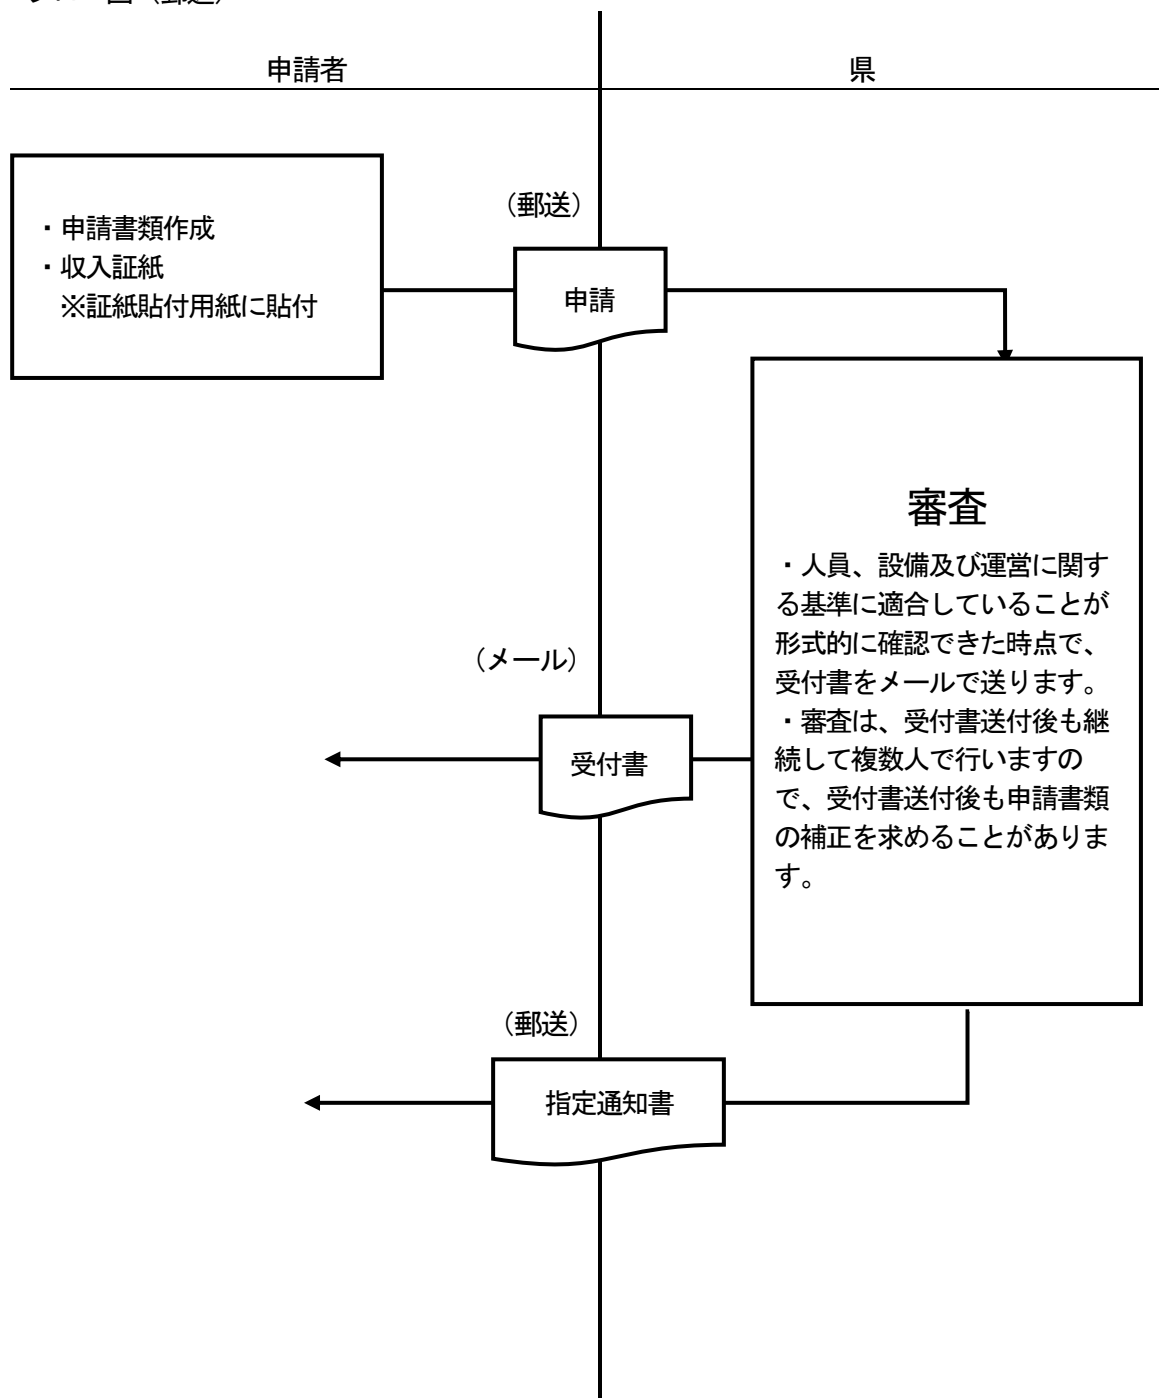 申請者
県
・申請書類作成
・収入証紙
※証紙貼付用紙に貼付
（郵送）
申請
審査
・人員、設備及び運営に関す
る基準に適合していることが
形式的に確認できた時点で、
受付書をメールで送ります。
・審査は、受付書送付後も継
続して複数人で行いますの
で、受付書送付後も申請書類
の補正を求めることがありま
す。
（メール）
受付書
（郵送）
指定通知書